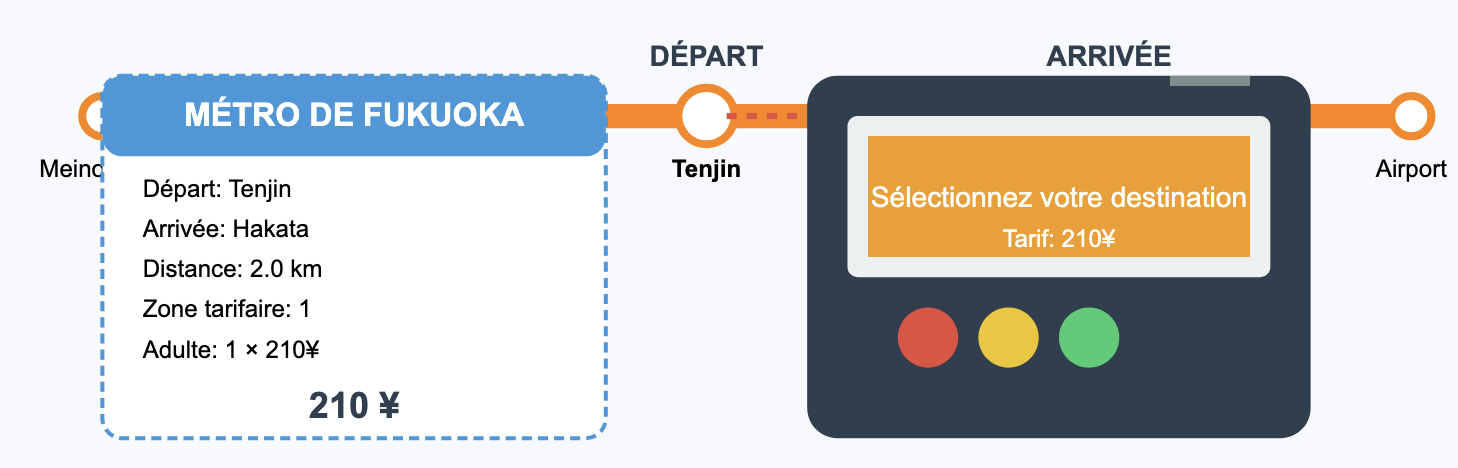 DÉPART
ARRIVÉE
MÉTRO DE FUKUOKA
Meino
Tenjin
Airport
Départ: Tenjin
Arrivée: Hakata
Distance: 2.0 km
Zone tarifaire: 1
Adulte: 1 × 210¥
210 ¥
Sélectionnez votre destination
Tarif: 210¥